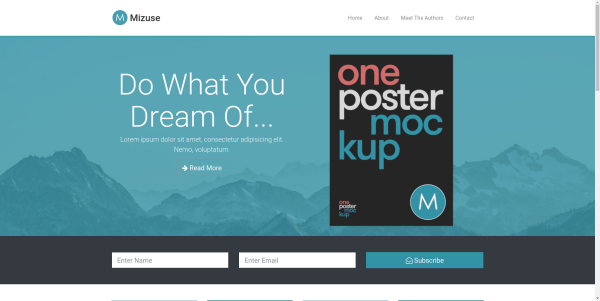 Mizuse
Home
About
Meet The Authors
Contact
Do What You
Dream Of...
Lorem ipsum dolor sit amet, consectetur adipisicing elit.
Nemo, voluptatum.
Read More
one
poster
moc
kup
one
poster
moc
kup
M
Enter Name
Enter Email
Subscribe